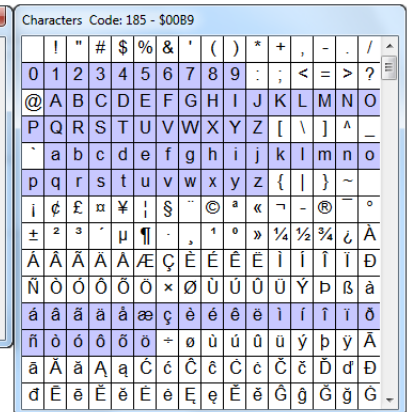 Characters Code: 185 - $00B9
! " # $ % & ' ( ) * + , - . /
0 1 2 3 4 5 6 7 8 9 : ; < = > ?
@ A B C D E F G H I J K L M N O
P Q R S T U V W X Y Z [ \ ] ^ _
` a b c d e f g h i j k l m n o
p q r s t u v w x y z { | } ~
¡ ¢ £ ¤ ¥ ¦ § ¨ © ª « ¬ - ® ¯ °
± ² ³ ´ µ ¶ · ¸ ¹ º » ¼ ½ ¾ ¿ À
Á Â Ã Ä Å Æ Ç È É Ê Ë Ì Í Î Ï Ð
Ñ Ò Ó Ô Õ Ö × Ø Ù Ú Û Ü Ý Þ ß à
á â ã ä å æ ç è é ê ë ì í î ï ð
ñ ò ó ô õ ö ÷ ø ù ú û ü ý þ ÿ Ā
ā Ă ă Ą ą Ć ć Ĉ ĉ Ċ ċ Č č Ď ď Đ
đ Ē ē Ĕ ĕ Ė ė Ę ę Ě ě Ĝ ĝ Ğ ğ Ġ